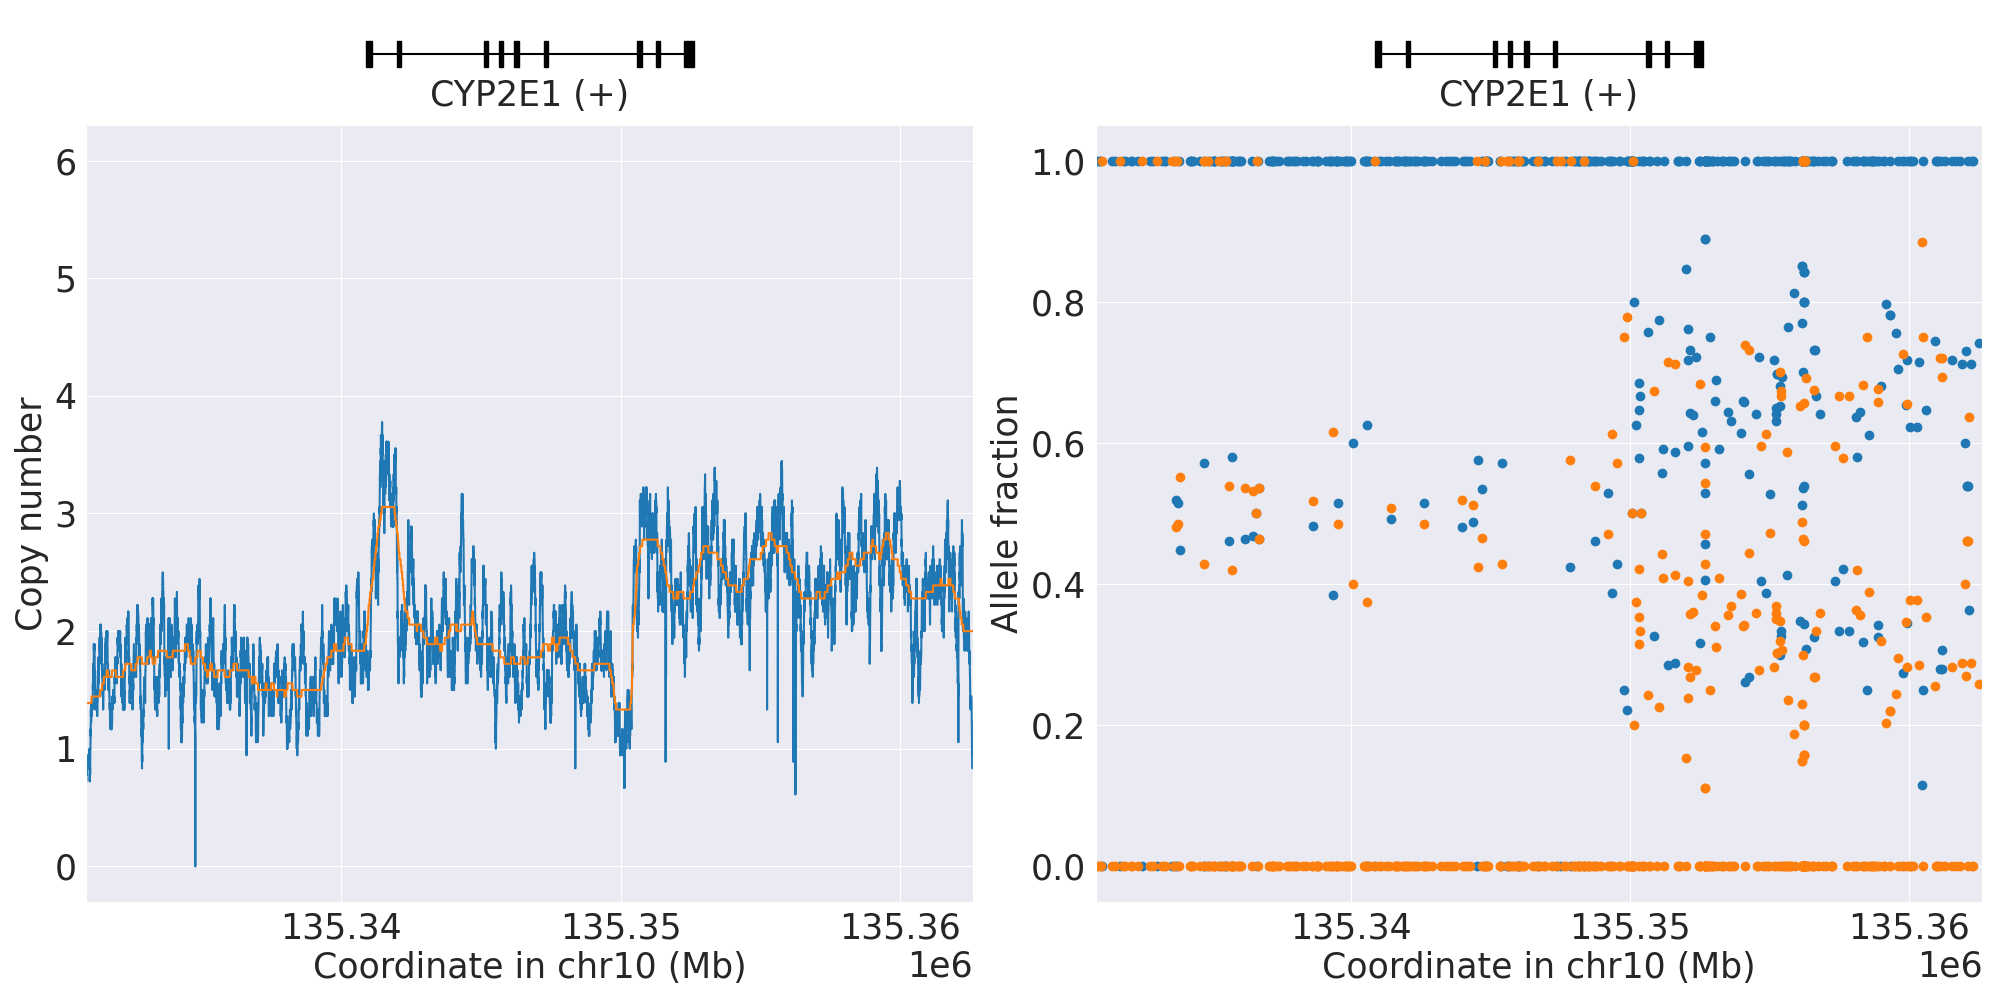 CYP2E1 (+)
CYP2E1 (+)
Copy number
6
5
4
3
2
1
0
135.34
135.35
135.36
Coordinate in chr10 (Mb)
1e6
Allele fraction
1.0
0.8
0.6
0.4
0.2
0.0
135.34
135.35
135.36
Coordinate in chr10 (Mb)
1e6